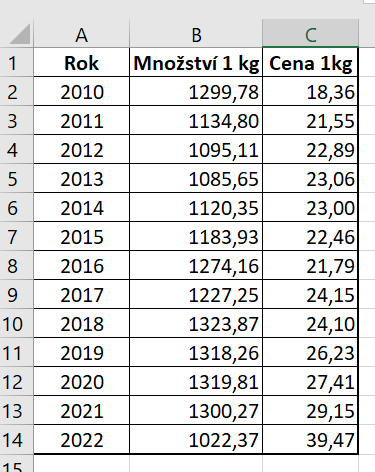 A B C
1 Rok Množství 1 kg Cena 1kg
2 2010 1299,78 18,36
3 2011 1134,80 21,55
4 2012 1095,11 22,89
5 2013 1085,65 23,06
6 2014 1120,35 23,00
7 2015 1183,93 22,46
8 2016 1274,16 21,79
9 2017 1227,25 24,15
10 2018 1323,87 24,10
11 2019 1318,26 26,23
12 2020 1319,81 27,41
13 2021 1300,27 29,15
14 2022 1022,37 39,47
15